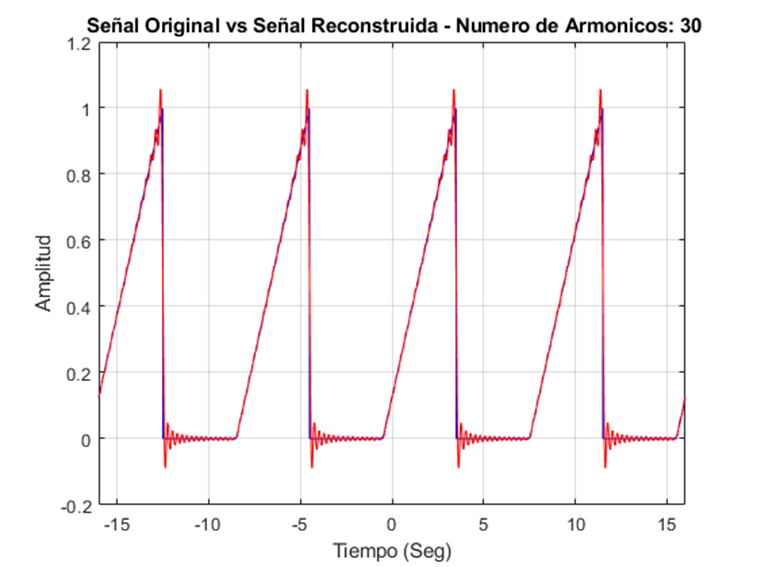 Señal Original vs Señal Reconstruida - Numero de Armonicos: 30
1.2
1
0.8
0.6
0.4
0.2
0
-0.2
Amplitud
-15 -10 -5 0 5 10 15
Tiempo (Seg)